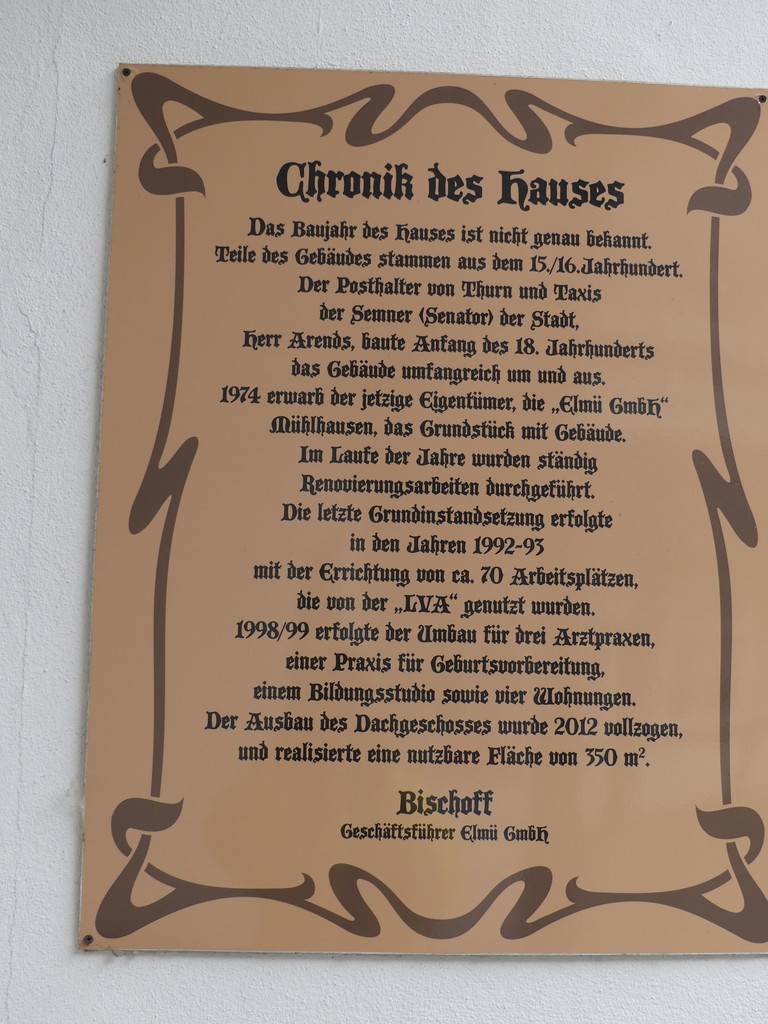 Chronik des Hauses
Das Baujahr des Hauses ist nicht genau bekannt.
Teile des Gebäudes stammen aus dem 15./16.Jahrhundert.
Der Posthalter von Thurn und Taxis
der Semner (Senator) der Stadt,
Herr Arends, baute Anfang des 18. Jahrhunderts
das Gebäude umfangreich um und aus.
1974 erwarb der jetzige Eigentümer, die „Elmü GmbH“
Mühlhausen, das Grundstück mit Gebäude.
Im Laufe der Jahre wurden ständig
Renovierungsarbeiten durchgeführt.
Die letzte Grundinstandsetzung erfolgte
in den Jahren 1992-93
mit der Errichtung von ca. 70 Arbeitsplätzen,
die von der „LVA“ genutzt wurden.
1998/99 erfolgte der Umbau für drei Arztpraxen,
einer Praxis für Geburtsvorbereitung,
einem Bildungsstudio sowie vier Wohnungen.
Der Ausbau des Dachgeschosses wurde 2012 vollzogen,
und realisierte eine nutzbare Fläche von 350 m².
Bischoff
Geschäftsführer Elmü GmbH